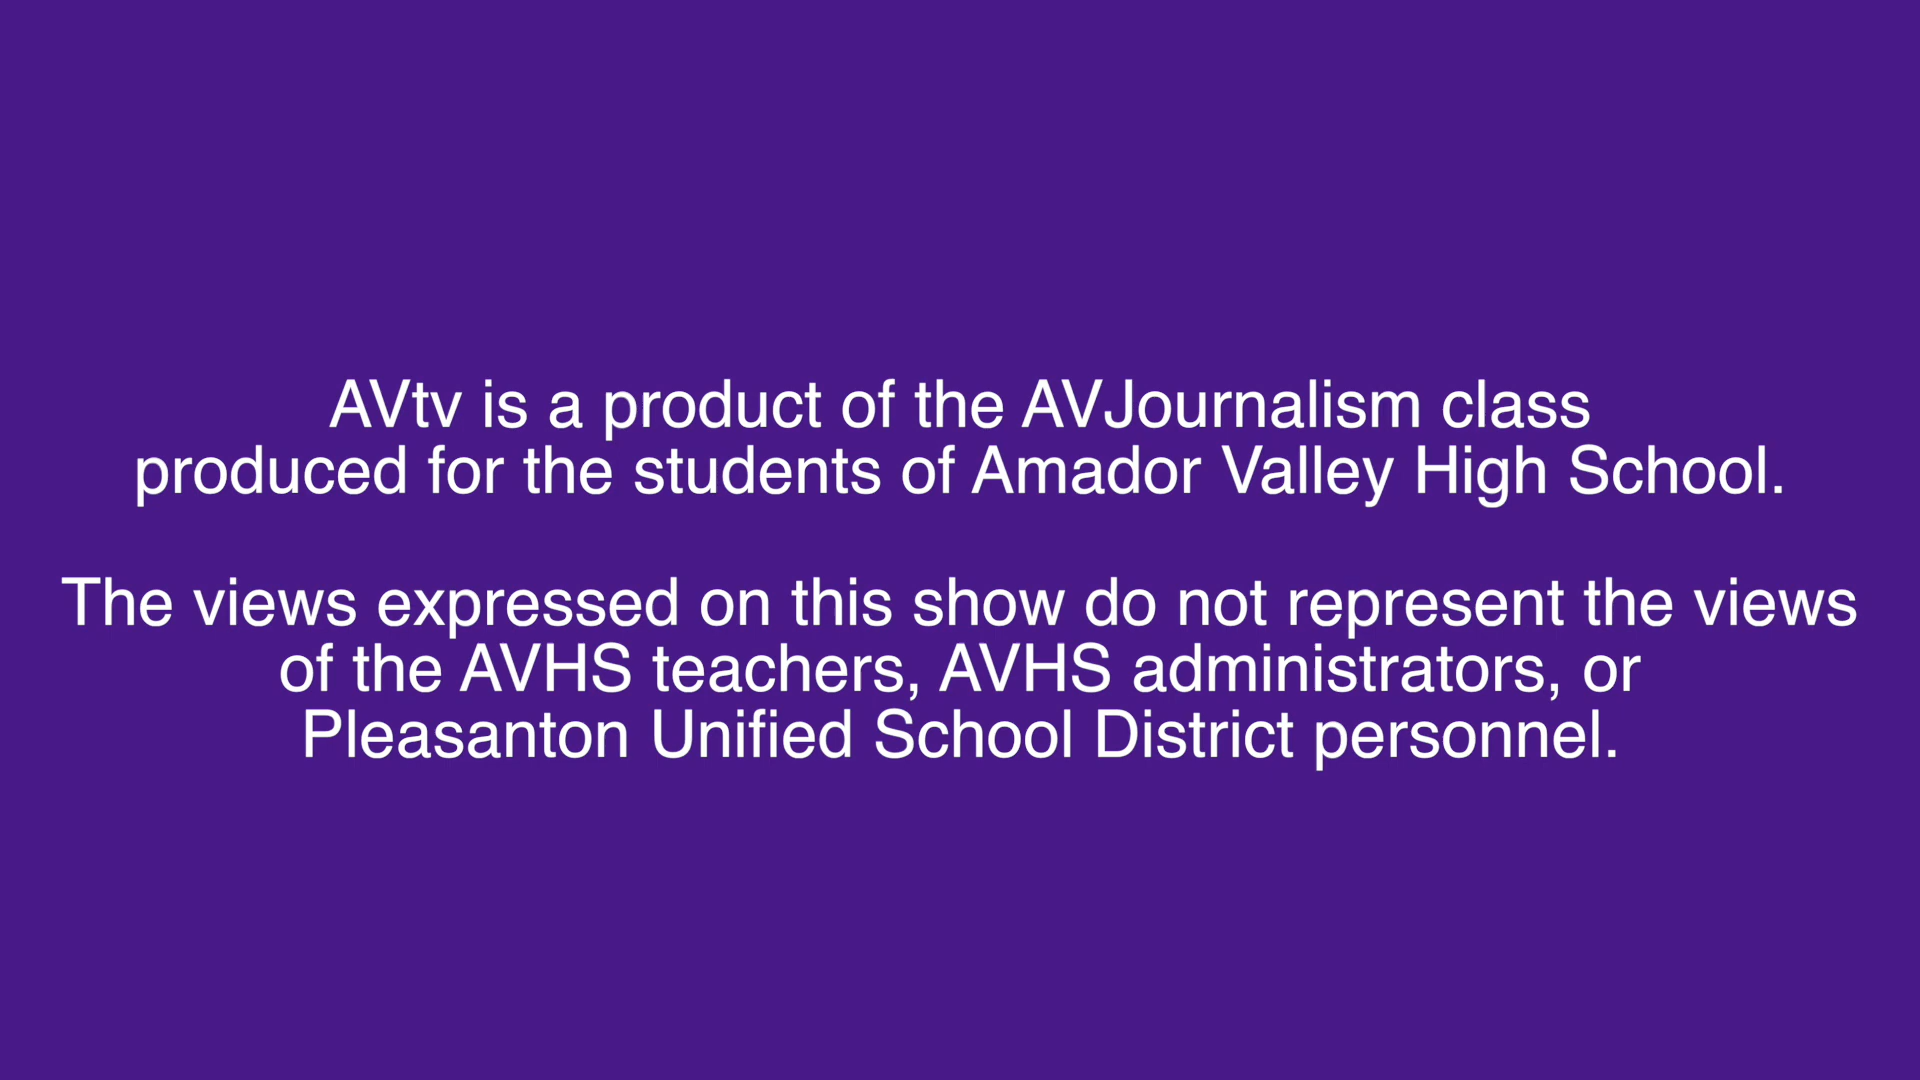 AVtv is a product of the AVJournalism class
produced for the students of Amador Valley High School.
The views expressed on this show do not represent the views
of the AVHS teachers, AVHS administrators, or
Pleasanton Unified School District personnel.